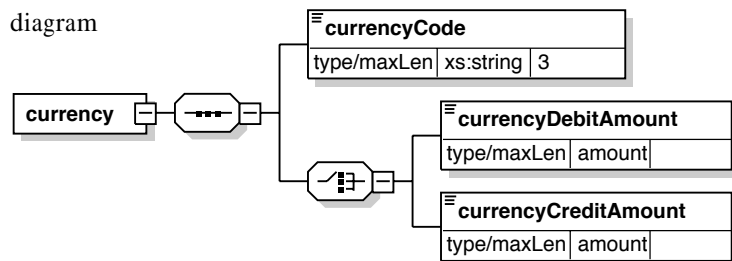 diagram
currencyCode
type/maxLen xs:string 3
currency
currencyDebitAmount
type/maxLen amount
currencyCreditAmount
type/maxLen amount